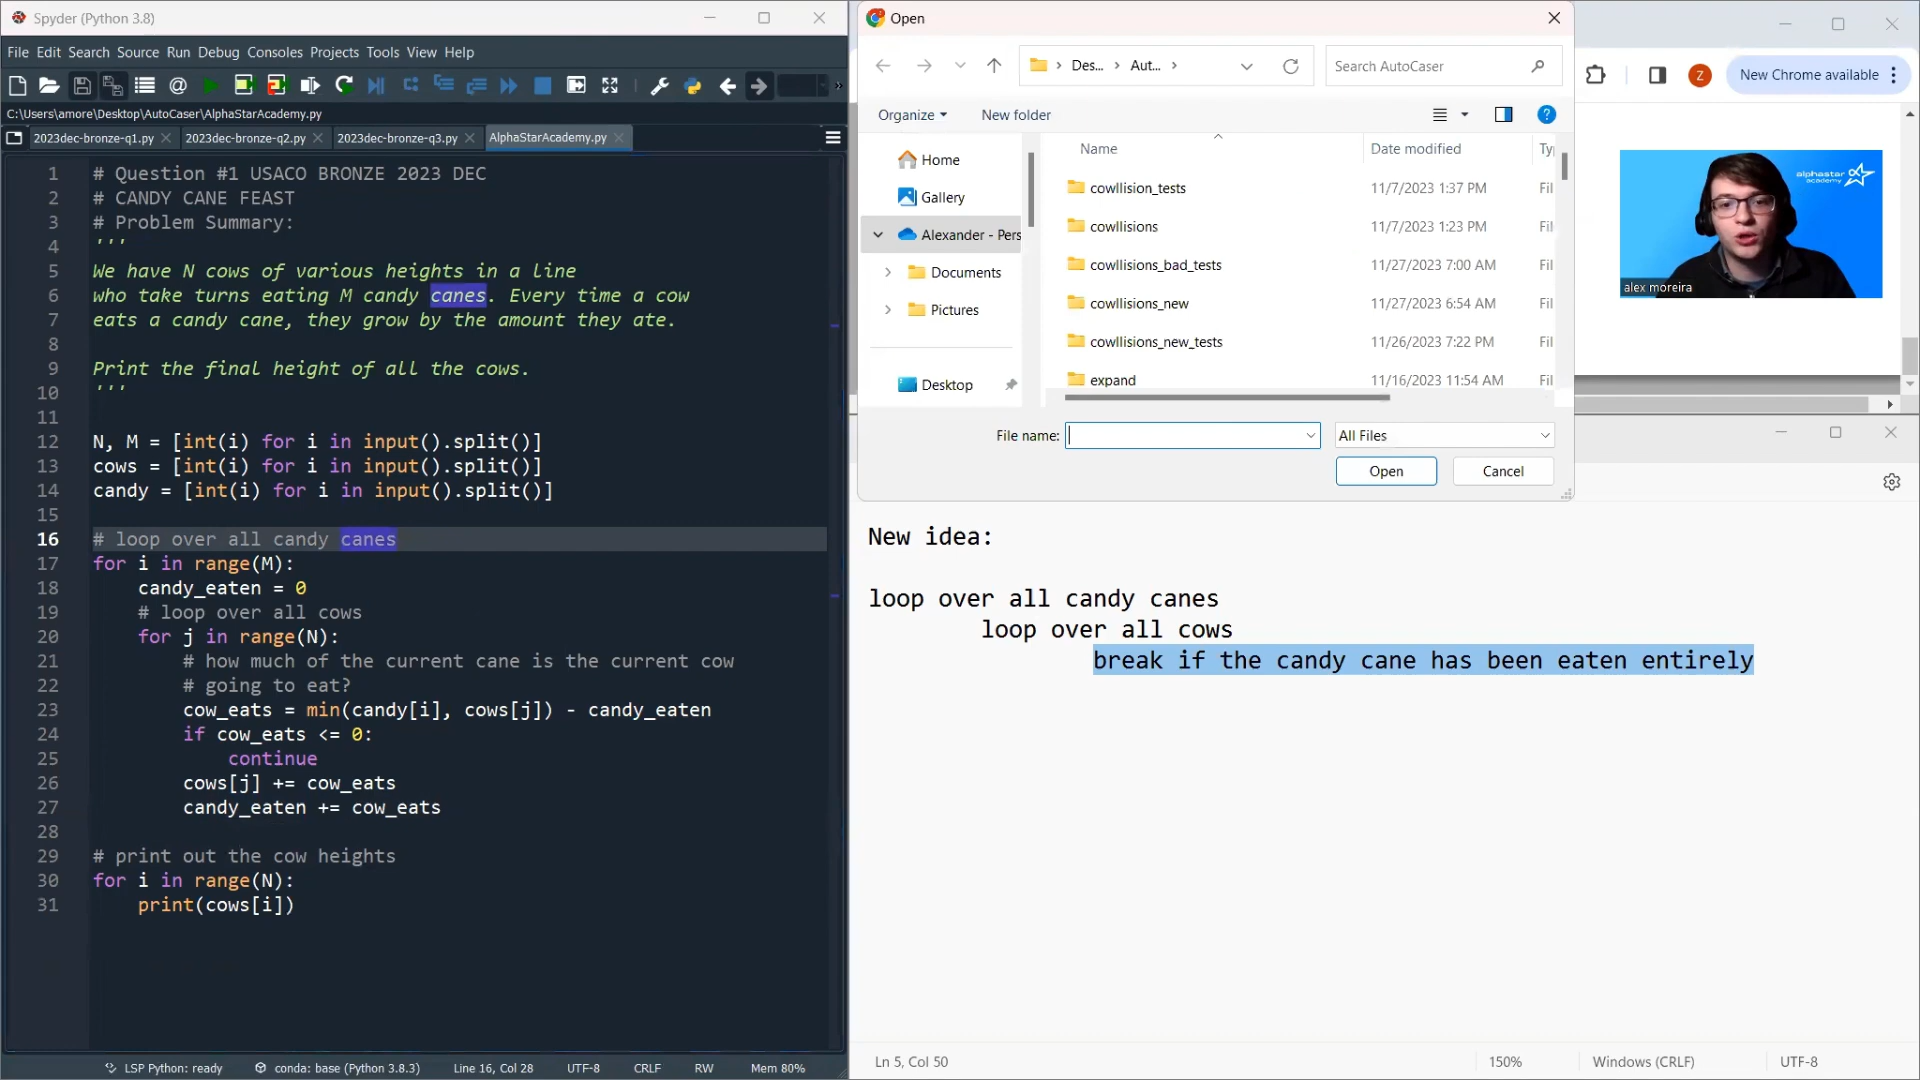 Spyder (Python 3.8)
File Edit Search Source Run Debug Consoles Projects Tools View Help
C:\Users\amore\Desktop\AutoCaser\AlphaStarAcademy.py
2023dec-bronze-q1.py
2023dec-bronze-q2.py
2023dec-bronze-q3.py
AlphaStarAcademy.py
1 # Question #1 USACO BRONZE 2023 DEC
2 # CANDY CANE FEAST
3 # Problem Summary:
4 '''
5 We have N cows of various heights in a line
6 who take turns eating M candy canes. Every time a cow
7 eats a candy cane, they grow by the amount they ate.
8
9 Print the final height of all the cows.
10 '''
11
12 N, M = [int(i) for i in input().split()]
13 cows = [int(i) for i in input().split()]
14 candy = [int(i) for i in input().split()]
15
16 # loop over all candy canes
17 for i in range(M):
18 candy_eaten = 0
19 # loop over all cows
20 for j in range(N):
21 # how much of the current cane is the current cow
22 # going to eat?
23 cow_eats = min(candy[i], cows[j]) - candy_eaten
24 if cow_eats <= 0:
25 continue
26 cows[j] += cow_eats
27 candy_eaten += cow_eats
28
29 # print out the cow heights
30 for i in range(N):
31 print(cows[i])
LSP Python: ready
conda: base (Python 3.8.3)
Line 16, Col 28
UTF-8
CRLF
RW
Mem 80%
Open
Des... › Aut... ›
Search AutoCaser
Organize
New folder
Home
Gallery
Alexander - Pers
Documents
Pictures
Desktop
Name Date modified Ty
cowllision_tests 11/7/2023 1:37 PM Fil
cowllisions 11/7/2023 1:23 PM Fil
cowllisions_bad_tests 11/27/2023 7:00 AM Fil
cowllisions_new 11/27/2023 6:54 AM Fil
cowllisions_new_tests 11/26/2023 7:22 PM Fil
expand 11/16/2023 11:54 AM Fil
File name:
All Files
Open
Cancel
Z
New Chrome available
alphastar
academy
alex moreira
New idea:
loop over all candy canes
loop over all cows
break if the candy cane has been eaten entirely
Ln 5, Col 50
150%
Windows (CRLF)
UTF-8